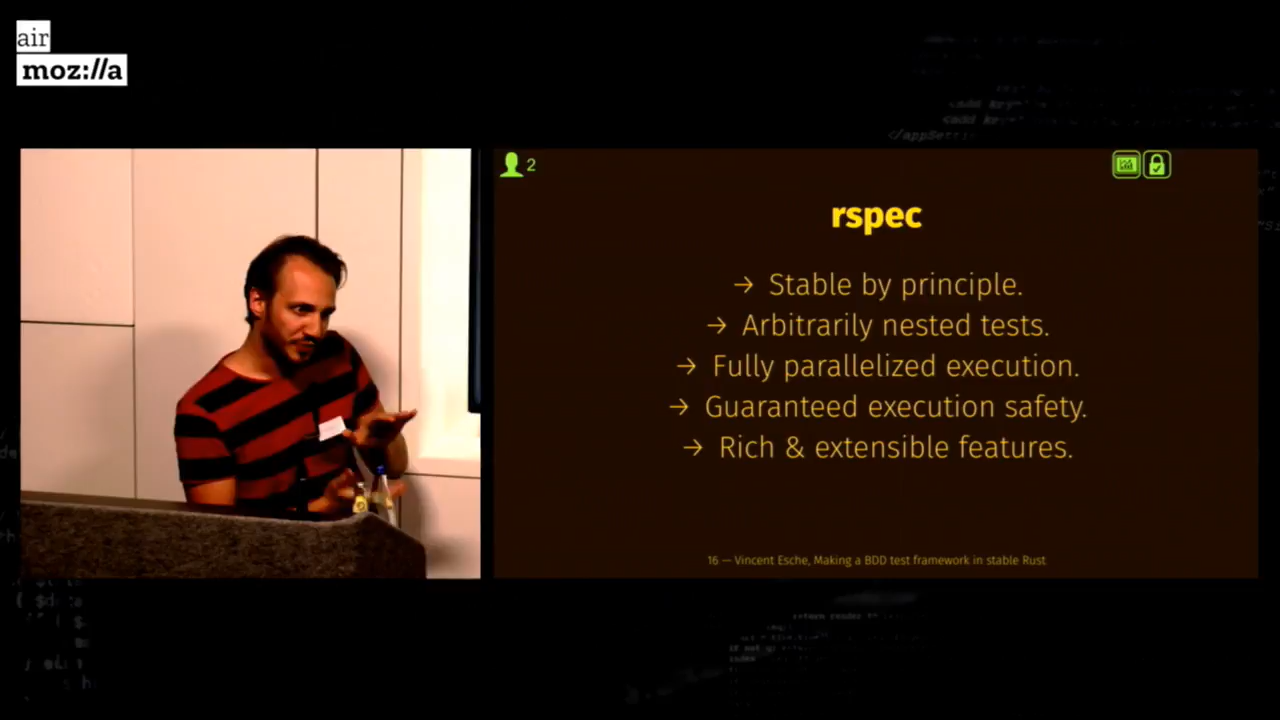 air
moz://a
2
rspec
→ Stable by principle.
→ Arbitrarily nested tests.
→ Fully parallelized execution.
→ Guaranteed execution safety.
→ Rich & extensible features.
16 — Vincent Esche, Making a BDD test framework in stable Rust